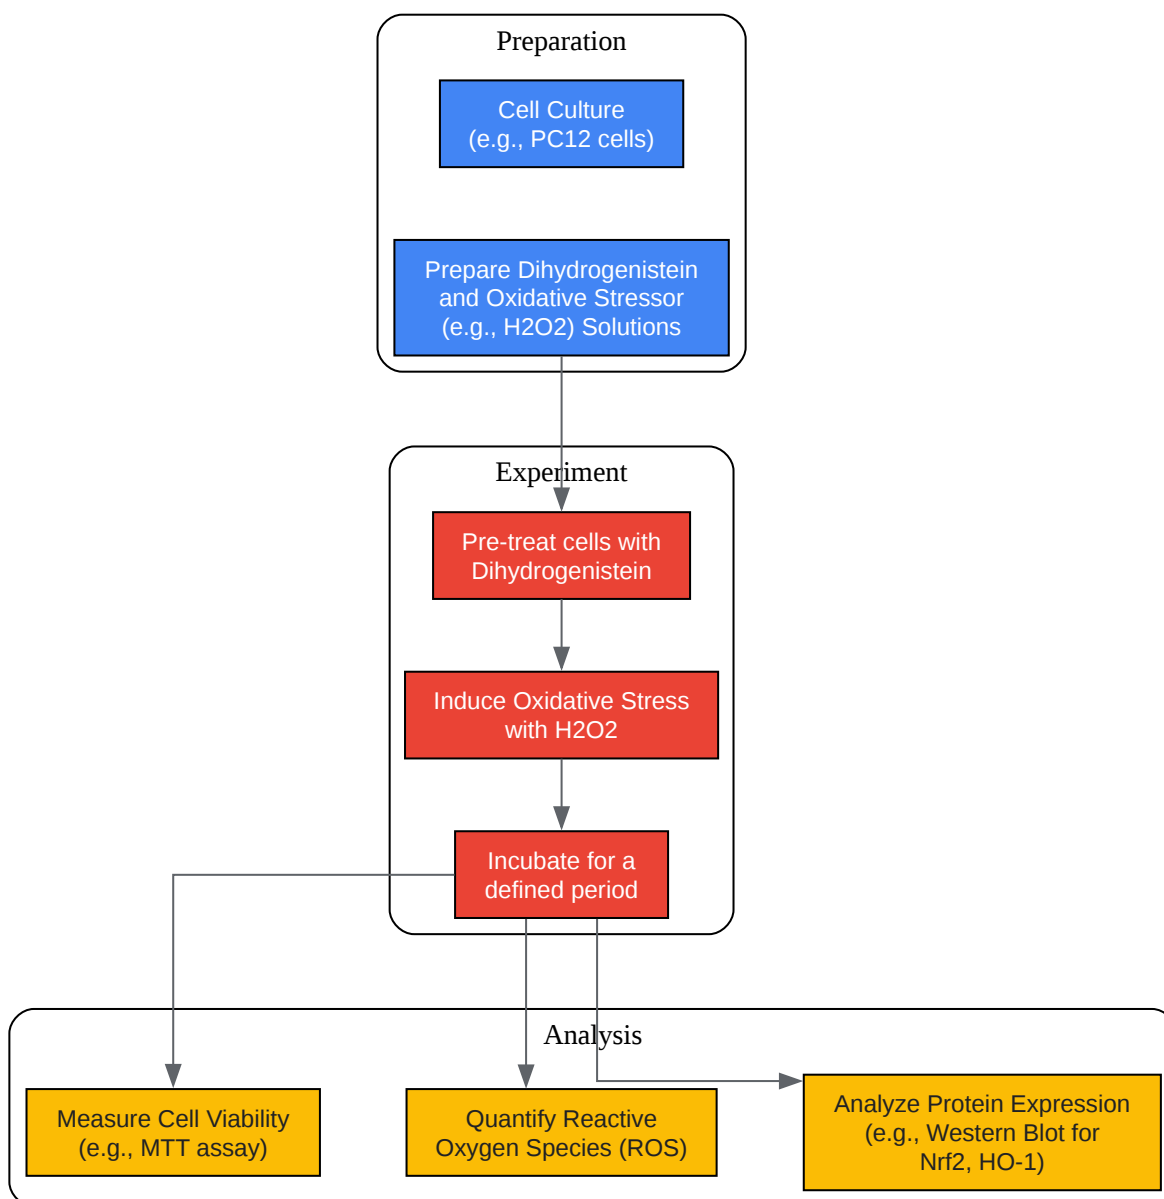 Preparation
Cell Culture
(e.g., PC12 cells)
Prepare Dihydrogenistein
and Oxidative Stressor
(e.g., H2O2) Solutions
Experiment
Pre-treat cells with
Dihydrogenistein
Induce Oxidative Stress
with H2O2
Incubate for a
defined period
Analysis
Measure Cell Viability
(e.g., MTT assay)
Quantify Reactive
Oxygen Species (ROS)
Analyze Protein Expression
(e.g., Western Blot for
Nrf2, HO-1)